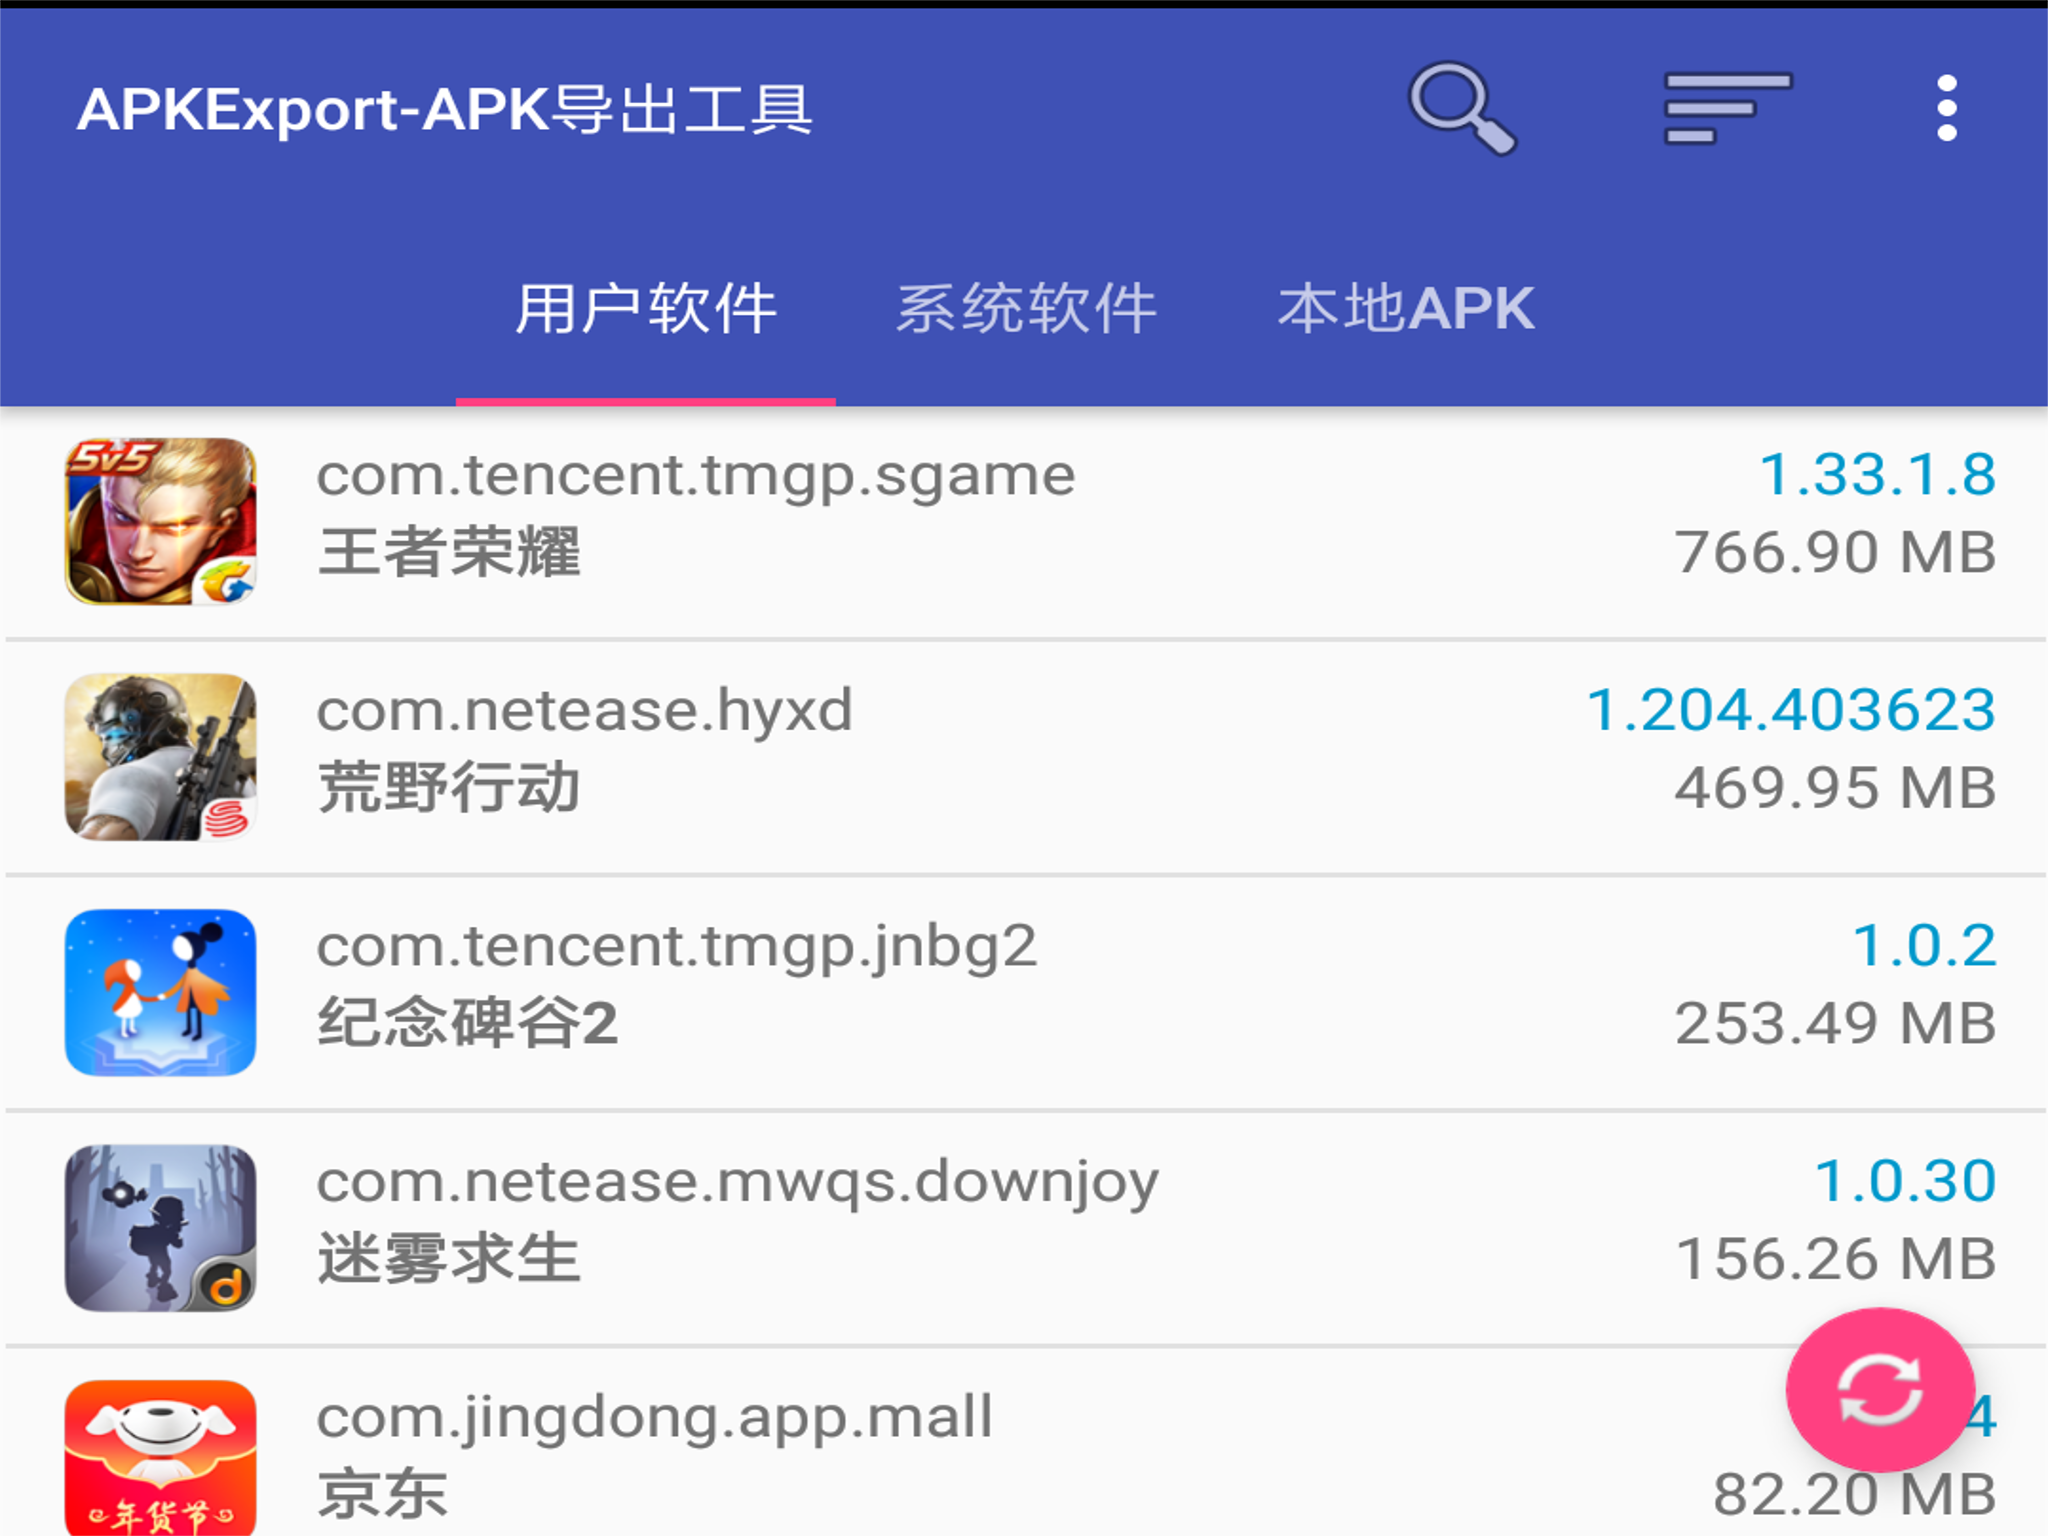 APKExport-APK导出工具
用户软件 系统软件 本地APK
5v5
com.tencent.tmgp.sgame 1.33.1.8
王者荣耀 766.90 MB
com.netease.hyxd 1.204.403623
荒野行动 469.95 MB
com.tencent.tmgp.jnbg2 1.0.2
纪念碑谷2 253.49 MB
com.netease.mwqs.downjoy 1.0.30
迷雾求生 156.26 MB
d
com.jingdong.app.mall 4
京东 82.20 MB
年货节